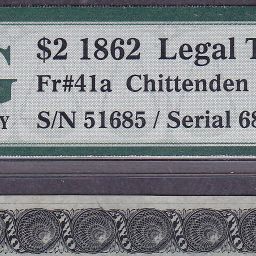 $2 1862 Legal T
Fr#41a Chittenden
S/N 51685 / Serial 68